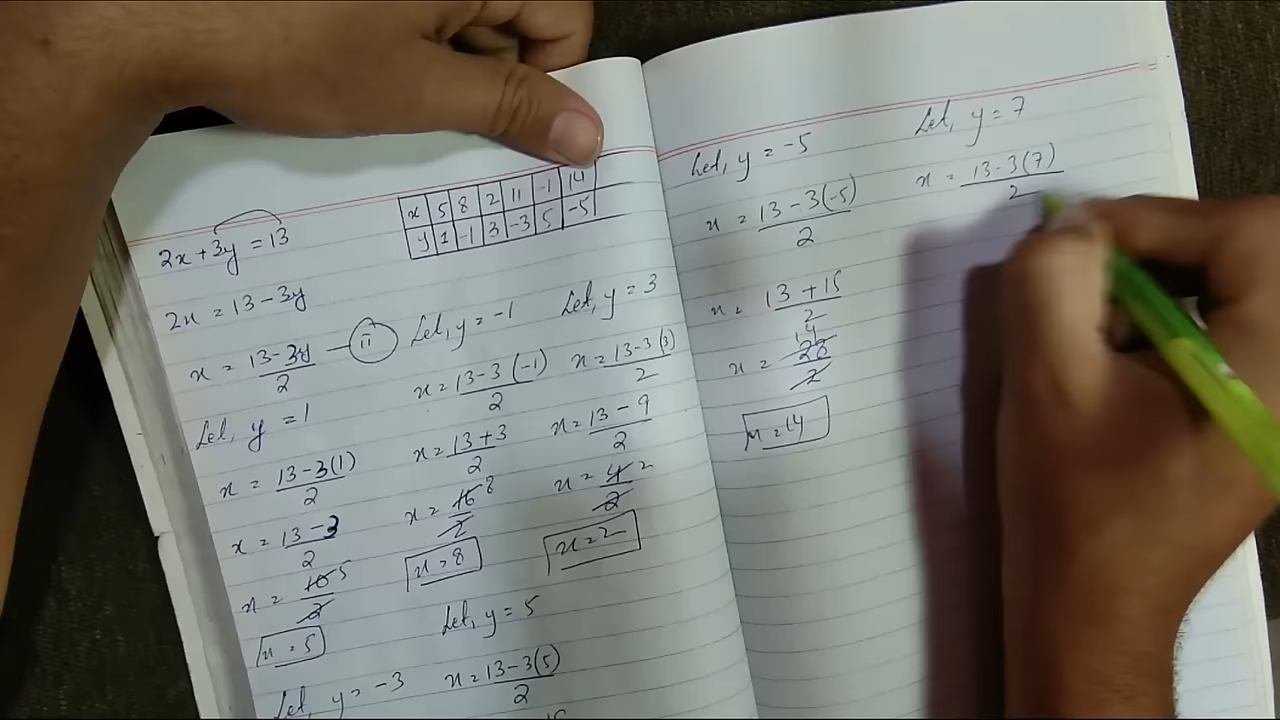 2x + 3y = 13
x 5 8 2 11 -1 14
y 1 -1 3 -3 5 -5
2x = 13 - 3y
x = 13 - 3y / 2 — (ii)
Let, y = 1
x = 13 - 3(1) / 2
x = 13 - 3 / 2
x = 10 / 2 5
x = 5
Let, y = -3
Let, y = -1
x = 13 - 3(-1) / 2
x = 13 + 3 / 2
x = 16 / 2 8
x = 8
Let, y = 3
x = 13 - 3(3) / 2
x = 13 - 9 / 2
x = 4 / 2 2
x = 2
Let, y = 5
x = 13 - 3(5) / 2
Let, y = -5
x = 13 - 3(-5) / 2
x = 13 + 15 / 2
x = 28 / 2 14
x = 14
Let, y = 7
x = 13 - 3(7) / 2